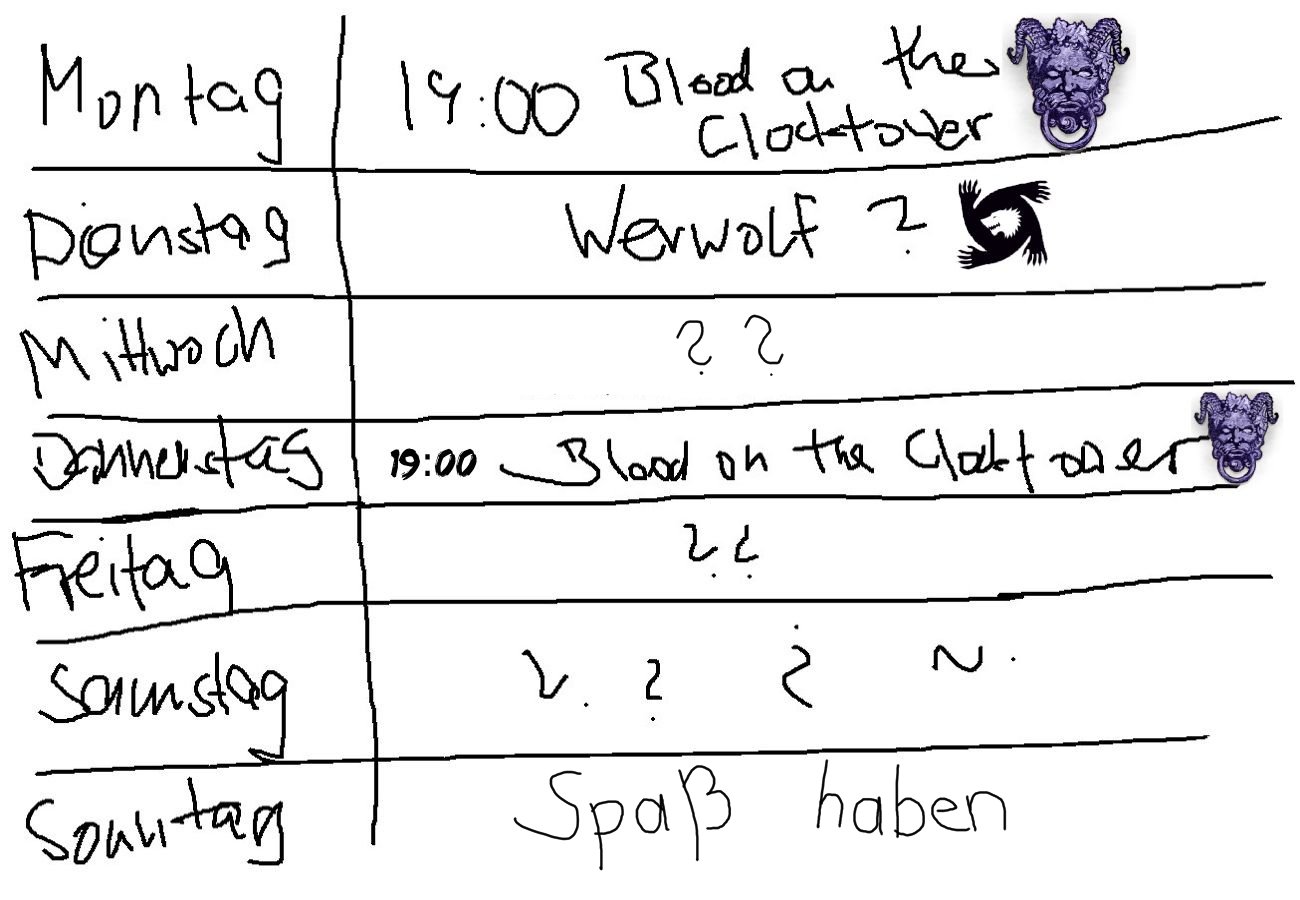 Montag 19:00 Blood on the
Clocktower
Dienstag Werwolf ?
Mittwoch ? ?
Donnerstag 19:00 Blood on the Clocktower
Freitag ? ?
Samstag ? ? ? ?
Sonntag Spaß haben